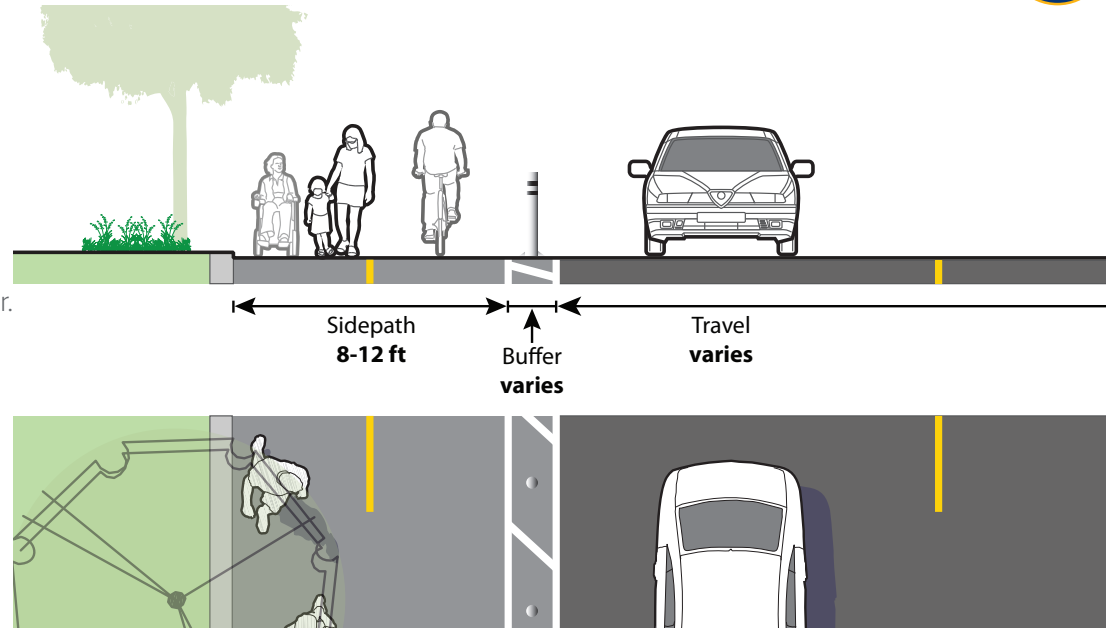 r.
Sidepath
8-12 ft
Buffer
varies
Travel
varies